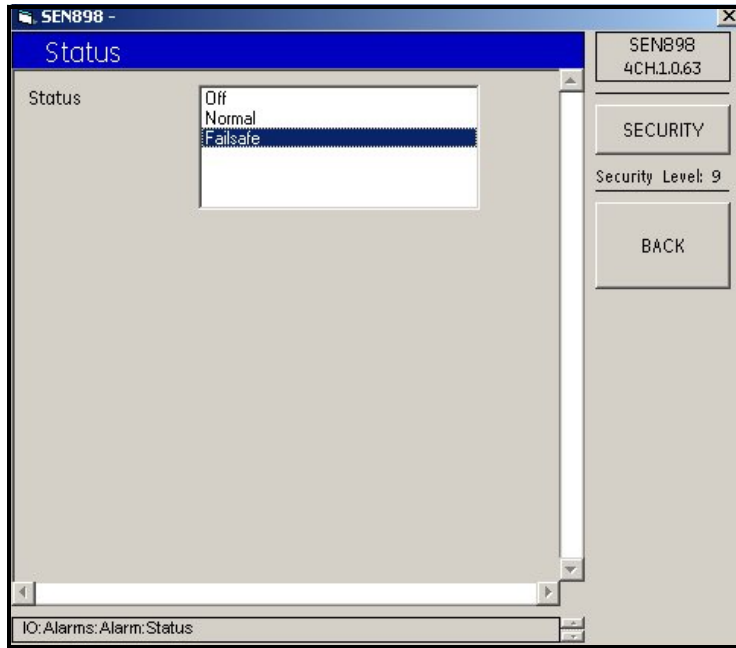 SEN898 -
Status
SEN898
4CH.1.0.63
Status
Off
Normal
Failsafe
SECURITY
Security Level: 9
BACK
IO:Alarms:Alarm:Status